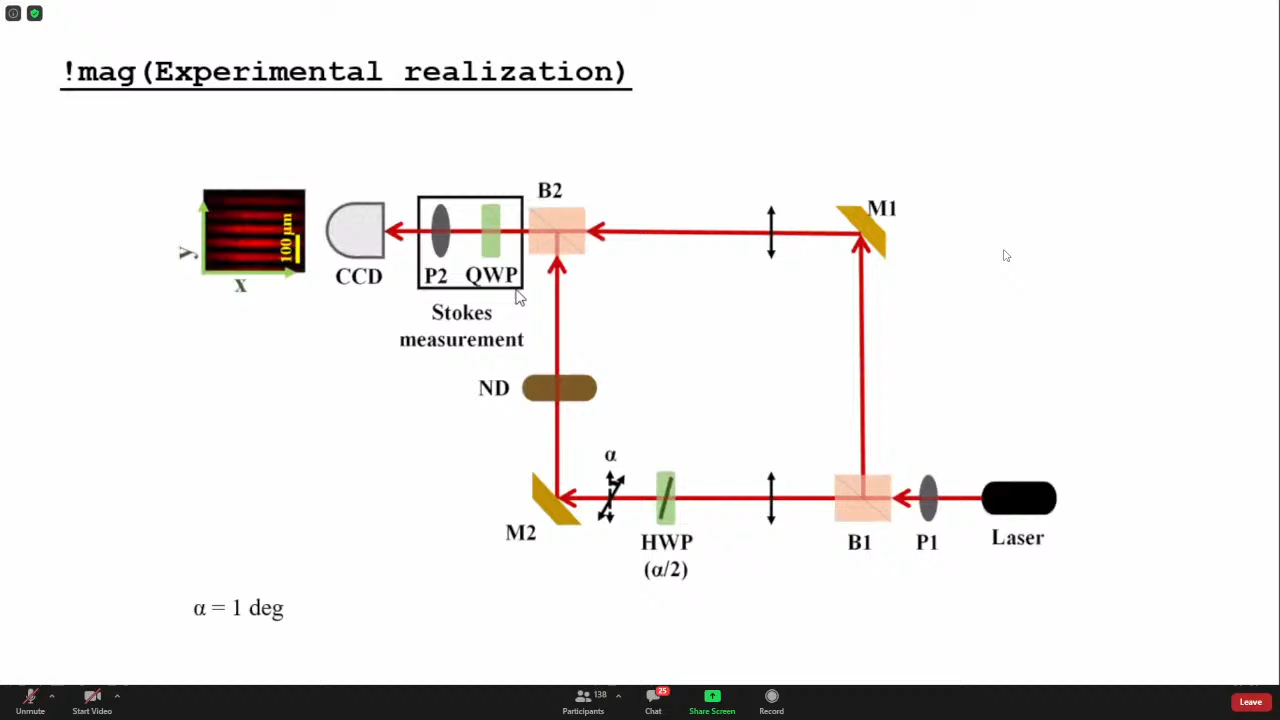 !mag(Experimental realization)
B2
M1
100 µm
y
x
CCD
P2
QWP
Stokes
measurement
ND
α
M2
HWP
(α/2)
B1
P1
Laser
α = 1 deg
Unmute
Start Video
138
Participants
25
Chat
Share Screen
Record
Leave